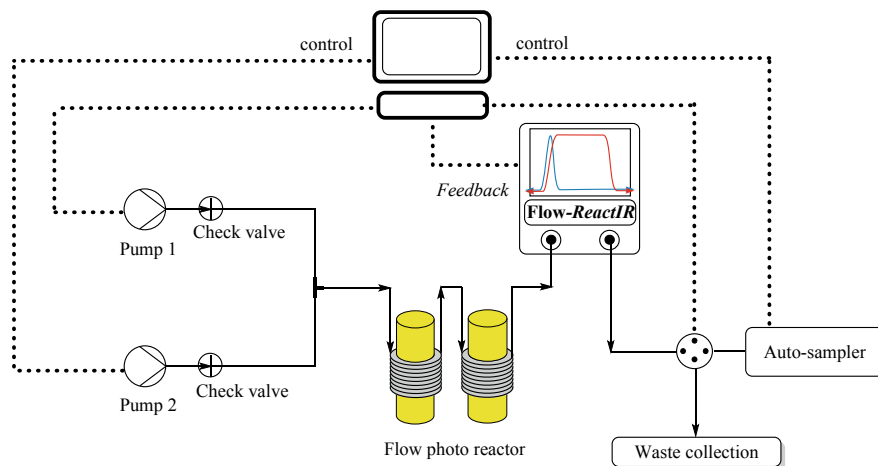 control
control
Feedback
Flow-ReactIR
Pump 1
Check valve
Pump 2
Check valve
Auto-sampler
Flow photo reactor
Waste collection